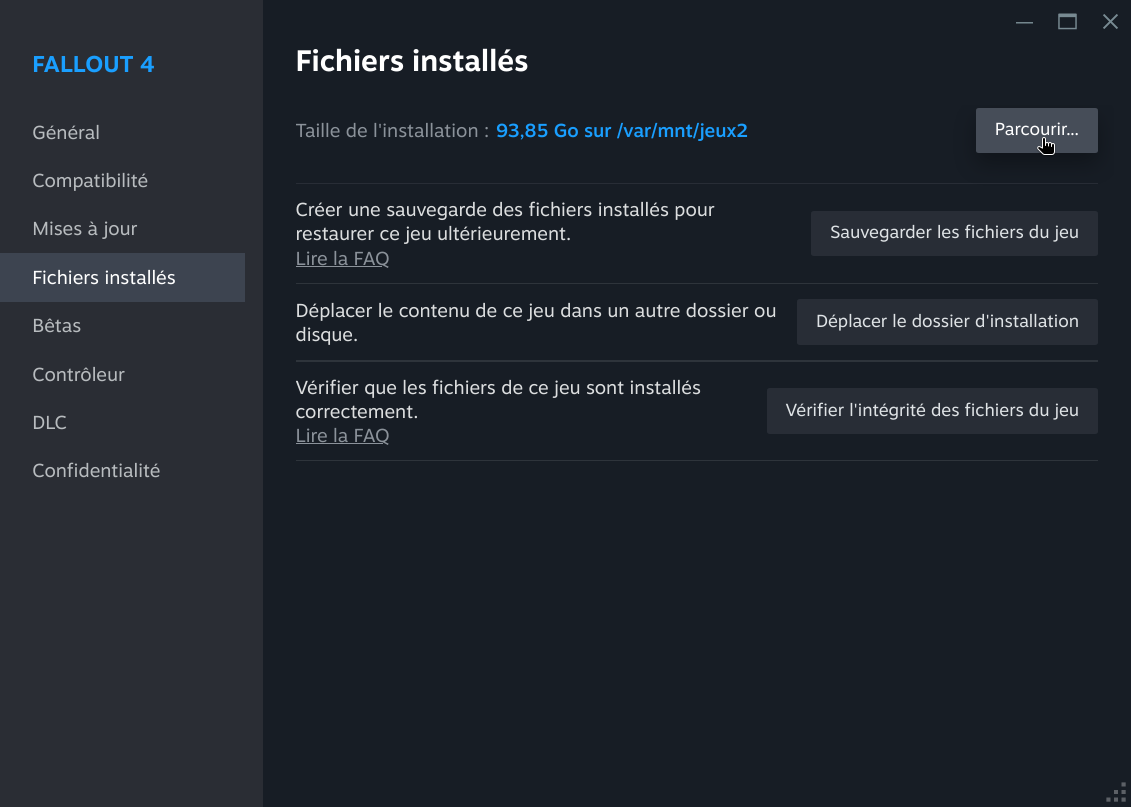 FALLOUT 4
Général
Compatibilité
Mises à jour
Fichiers installés
Bêtas
Contrôleur
DLC
Confidentialité
Fichiers installés
Taille de l'installation : 93,85 Go sur /var/mnt/jeux2
Parcourir...
Créer une sauvegarde des fichiers installés pour
restaurer ce jeu ultérieurement.
Lire la FAQ
Sauvegarder les fichiers du jeu
Déplacer le contenu de ce jeu dans un autre dossier ou
disque.
Déplacer le dossier d'installation
Vérifier que les fichiers de ce jeu sont installés
correctement.
Lire la FAQ
Vérifier l'intégrité des fichiers du jeu